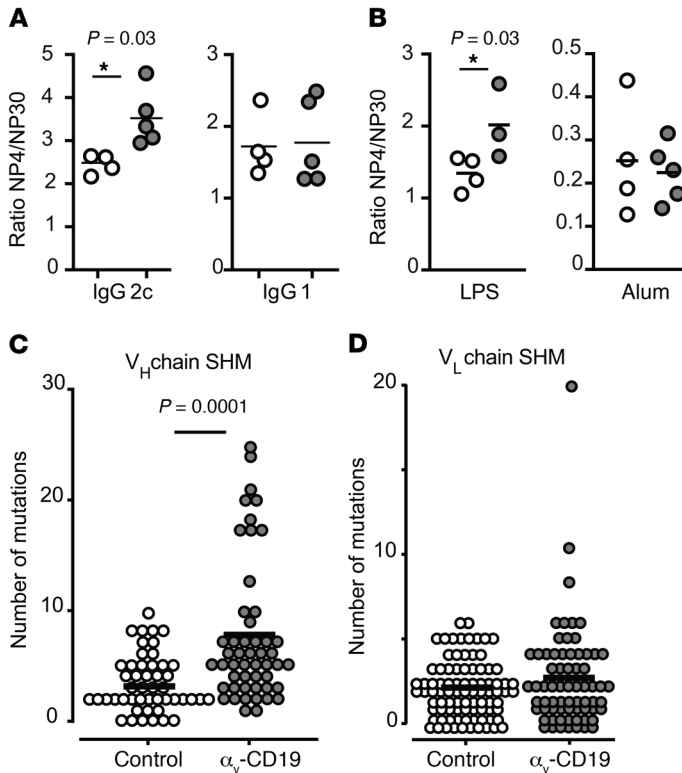 A
P = 0.03
*
Ratio NP4/NP30
5
4
3
2
1
0
IgG 2c
3
2
1
0
IgG 1
B
P = 0.03
*
Ratio NP4/NP30
3
2
1
0
LPS
0.5
0.4
0.3
0.2
0.1
0
Alum
C
VH chain SHM
P = 0.0001
Number of mutations
30
20
10
0
Control
αv-CD19
D
VL chain SHM
Number of mutations
20
10
0
Control
αv-CD19